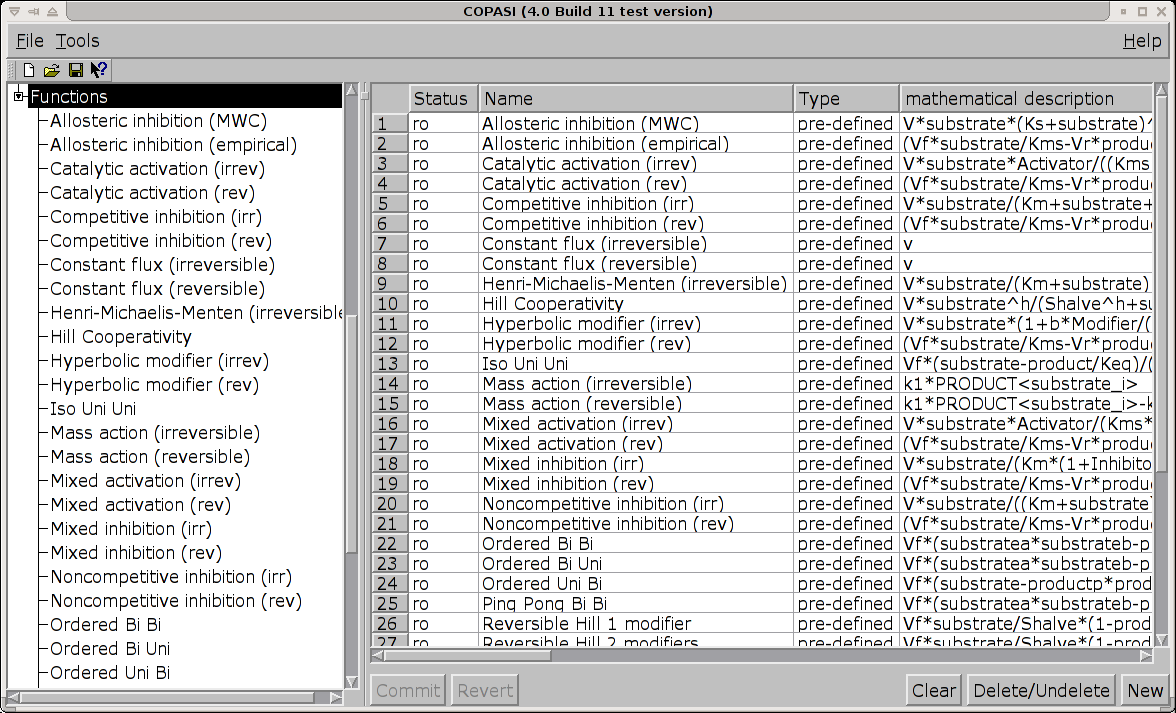 COPASI (4.0 Build 11 test version)
File Tools Help
Functions
Allosteric inhibition (MWC)
Allosteric inhibition (empirical)
Catalytic activation (irrev)
Catalytic activation (rev)
Competitive inhibition (irr)
Competitive inhibition (rev)
Constant flux (irreversible)
Constant flux (reversible)
Henri-Michaelis-Menten (irreversible
Hill Cooperativity
Hyperbolic modifier (irrev)
Hyperbolic modifier (rev)
Iso Uni Uni
Mass action (irreversible)
Mass action (reversible)
Mixed activation (irrev)
Mixed activation (rev)
Mixed inhibition (irr)
Mixed inhibition (rev)
Noncompetitive inhibition (irr)
Noncompetitive inhibition (rev)
Ordered Bi Bi
Ordered Bi Uni
Ordered Uni Bi
Status Name Type mathematical description
1 ro Allosteric inhibition (MWC) pre-defined V*substrate*(Ks+substrate)^
2 ro Allosteric inhibition (empirical) pre-defined (Vf*substrate/Kms-Vr*produ
3 ro Catalytic activation (irrev) pre-defined V*substrate*Activator/((Kms
4 ro Catalytic activation (rev) pre-defined (Vf*substrate/Kms-Vr*produ
5 ro Competitive inhibition (irr) pre-defined V*substrate/(Km+substrate+
6 ro Competitive inhibition (rev) pre-defined (Vf*substrate/Kms-Vr*produ
7 ro Constant flux (irreversible) pre-defined v
8 ro Constant flux (reversible) pre-defined v
9 ro Henri-Michaelis-Menten (irreversible) pre-defined V*substrate/(Km+substrate)
10 ro Hill Cooperativity pre-defined V*substrate^h/(Shalve^h+su
11 ro Hyperbolic modifier (irrev) pre-defined V*substrate*(1+b*Modifier/(
12 ro Hyperbolic modifier (rev) pre-defined (Vf*substrate/Kms-Vr*produ
13 ro Iso Uni Uni pre-defined Vf*(substrate-product/Keq)/(
14 ro Mass action (irreversible) pre-defined k1*PRODUCT<substrate_i>
15 ro Mass action (reversible) pre-defined k1*PRODUCT<substrate_i>-k
16 ro Mixed activation (irrev) pre-defined V*substrate*Activator/(Kms*
17 ro Mixed activation (rev) pre-defined (Vf*substrate/Kms-Vr*produ
18 ro Mixed inhibition (irr) pre-defined V*substrate/(Km*(1+Inhibito
19 ro Mixed inhibition (rev) pre-defined (Vf*substrate/Kms-Vr*produ
20 ro Noncompetitive inhibition (irr) pre-defined V*substrate/((Km+substrate)
21 ro Noncompetitive inhibition (rev) pre-defined (Vf*substrate/Kms-Vr*produ
22 ro Ordered Bi Bi pre-defined Vf*(substratea*substrateb-p
23 ro Ordered Bi Uni pre-defined Vf*(substratea*substrateb-p
24 ro Ordered Uni Bi pre-defined Vf*(substrate-productp*prod
25 ro Ping Pong Bi Bi pre-defined Vf*(substratea*substrateb-p
26 ro Reversible Hill 1 modifier pre-defined Vf*substrate/Shalve*(1-prod
27 ro Reversible Hill 2 modifiers pre-defined Vf*substrate/Shalve*(1-prod
Commit Revert Clear Delete/Undelete New